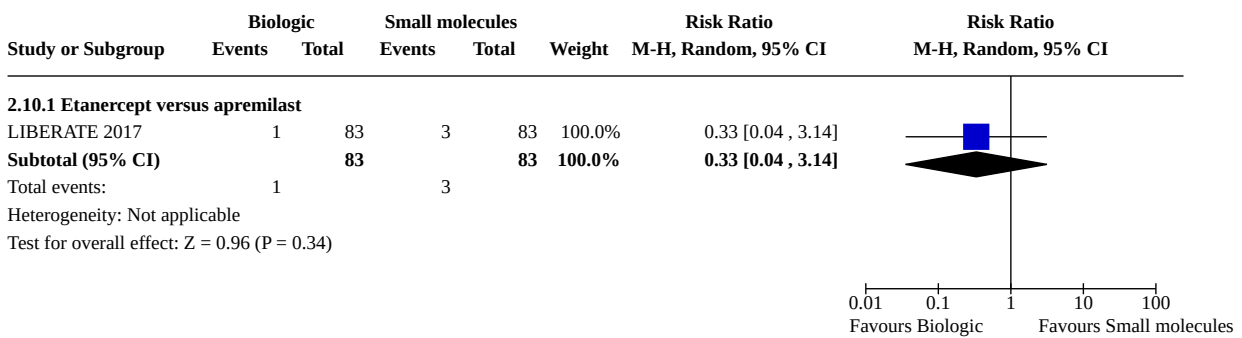 Biologic Small molecules Risk Ratio Risk Ratio
Study or Subgroup Events Total Events Total Weight M-H, Random, 95% CI M-H, Random, 95% CI
2.10.1 Etanercept versus apremilast
LIBERATE 2017 1 83 3 83 100.0% 0.33 [0.04 , 3.14]
Subtotal (95% CI) 83 83 100.0% 0.33 [0.04 , 3.14]
Total events: 1 3
Heterogeneity: Not applicable
Test for overall effect: Z = 0.96 (P = 0.34)
0.01 0.1 1 10 100
Favours Biologic Favours Small molecules